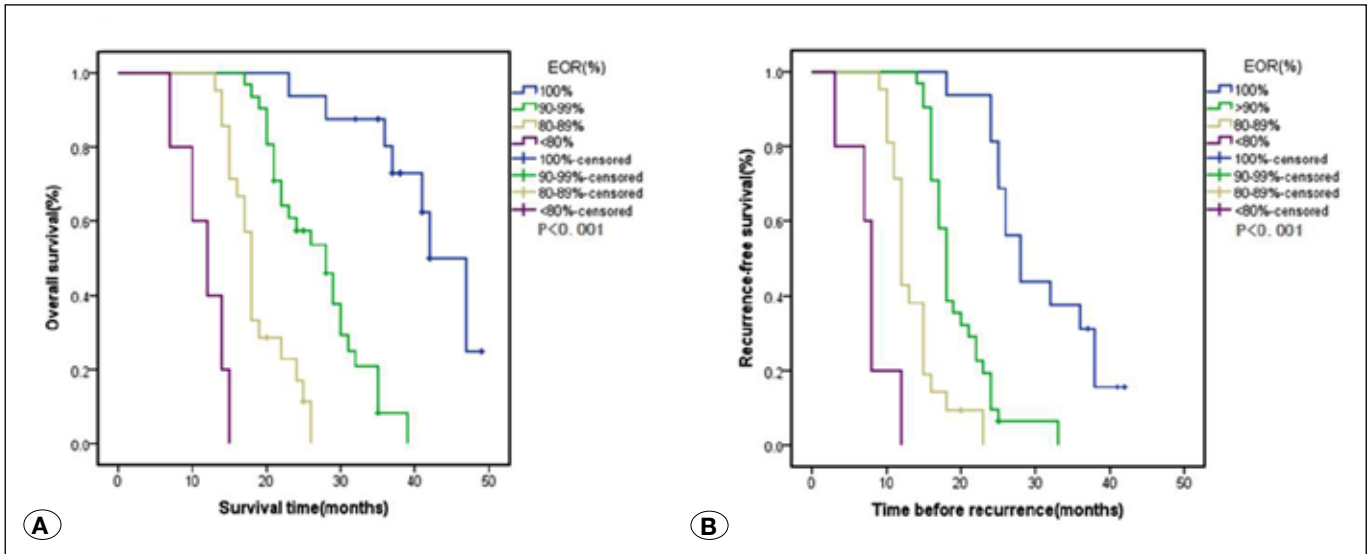 EOR(%)
100%
90-99%
80-89%
<80%
100%-censored
90-99%-censored
80-89%-censored
<80%-censored
P<0.001
Overall survival(%)
1.0
0.8
0.6
0.4
0.2
0.0
0 10 20 30 40 50
Survival time(months)
A
EOR(%)
100%
>90%
80-89%
<80%
100%-censored
90-99%-censored
80-89%-censored
<80%-censored
P<0.001
Recurrence-free survival(%)
1.0
0.8
0.6
0.4
0.2
0.0
0 10 20 30 40 50
Time before recurrence(months)
B